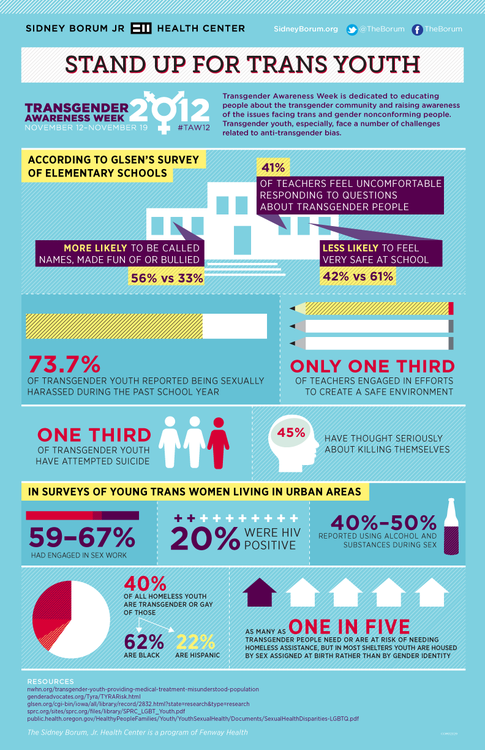 SIDNEY BORUM JR HEALTH CENTER
SidneyBorum.org @TheBorum TheBorum
STAND UP FOR TRANS YOUTH
TRANSGENDER
AWARENESS WEEK
NOVEMBER 12–NOVEMBER 19
2012
#TAW12
Transgender Awareness Week is dedicated to educating
people about the transgender community and raising awareness
of the issues facing trans and gender nonconforming people.
Transgender youth, especially, face a number of challenges
related to anti-transgender bias.
ACCORDING TO GLSEN'S SURVEY
OF ELEMENTARY SCHOOLS
41%
OF TEACHERS FEEL UNCOMFORTABLE
RESPONDING TO QUESTIONS
ABOUT TRANSGENDER PEOPLE
MORE LIKELY TO BE CALLED
NAMES, MADE FUN OF OR BULLIED
56% vs 33%
LESS LIKELY TO FEEL
VERY SAFE AT SCHOOL
42% vs 61%
73.7%
OF TRANSGENDER YOUTH REPORTED BEING SEXUALLY
HARASSED DURING THE PAST SCHOOL YEAR
ONLY ONE THIRD
OF TEACHERS ENGAGED IN EFFORTS
TO CREATE A SAFE ENVIRONMENT
ONE THIRD
OF TRANSGENDER YOUTH
HAVE ATTEMPTED SUICIDE
45%
HAVE THOUGHT SERIOUSLY
ABOUT KILLING THEMSELVES
IN SURVEYS OF YOUNG TRANS WOMEN LIVING IN URBAN AREAS
59–67%
HAD ENGAGED IN SEX WORK
20% WERE HIV
POSITIVE
40%–50%
REPORTED USING ALCOHOL AND
SUBSTANCES DURING SEX
40%
OF ALL HOMELESS YOUTH
ARE TRANSGENDER OR GAY
OF THOSE
62%
ARE BLACK
22%
ARE HISPANIC
AS MANY AS ONE IN FIVE
TRANSGENDER PEOPLE NEED OR ARE AT RISK OF NEEDING
HOMELESS ASSISTANCE, BUT IN MOST SHELTERS YOUTH ARE HOUSED
BY SEX ASSIGNED AT BIRTH RATHER THAN BY GENDER IDENTITY
RESOURCES
nwhn.org/transgender-youth-providing-medical-treatment-misunderstood-population
genderadvocates.org/Tyra/TYRARisk.html
glsen.org/cgi-bin/iowa/all/library/record/2832.html?state=research&type=research
sprc.org/sites/sprc.org/files/library/SPRC_LGBT_Youth.pdf
public.health.oregon.gov/HealthyPeopleFamilies/Youth/YouthSexualHealth/Documents/SexualHealthDisparities-LGBTQ.pdf
The Sidney Borum, Jr. Health Center is a program of Fenway Health